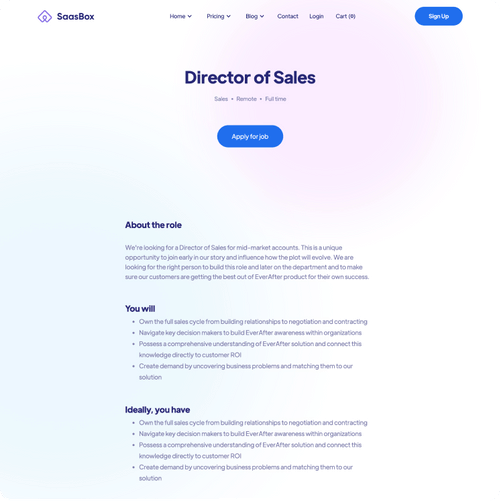 SaasBox
Home Pricing Blog Contact Login Cart (0) Sign Up
Director of Sales
Sales • Remote • Full time
Apply for job
About the role
We're looking for a Director of Sales for mid-market accounts. This is a unique
opportunity to join early in our story and influence how the plot will evolve. We are
looking for the right person to build this role and later on the department and to make
sure our customers are getting the best out of EverAfter product for their own success.
You will
• Own the full sales cycle from building relationships to negotiation and contracting
• Navigate key decision makers to build EverAfter awareness within organizations
• Possess a comprehensive understanding of EverAfter solution and connect this
knowledge directly to customer ROI
• Create demand by uncovering business problems and matching them to our
solution
Ideally, you have
• Own the full sales cycle from building relationships to negotiation and contracting
• Navigate key decision makers to build EverAfter awareness within organizations
• Possess a comprehensive understanding of EverAfter solution and connect this
knowledge directly to customer ROI
• Create demand by uncovering business problems and matching them to our
solution